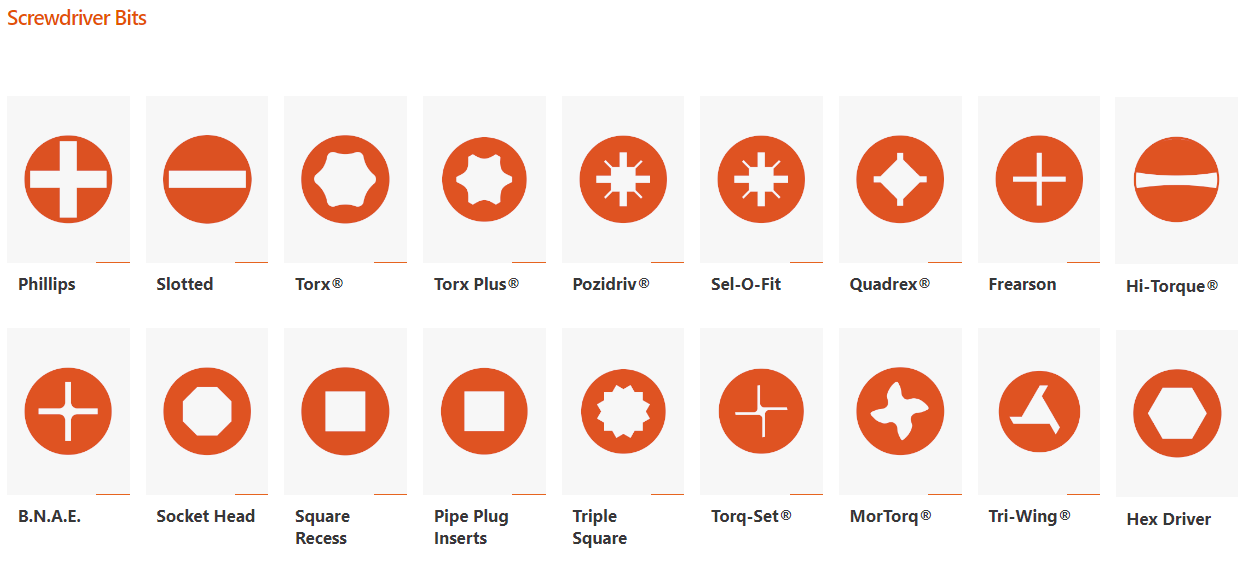 Screwdriver Bits
Phillips
Slotted
Torx®
Torx Plus®
Pozidriv®
Sel-O-Fit
Quadrex®
Frearson
Hi-Torque®
B.N.A.E.
Socket Head
Square
Recess
Pipe Plug
Inserts
Triple
Square
Torq-Set®
MorTorq®
Tri-Wing®
Hex Driver